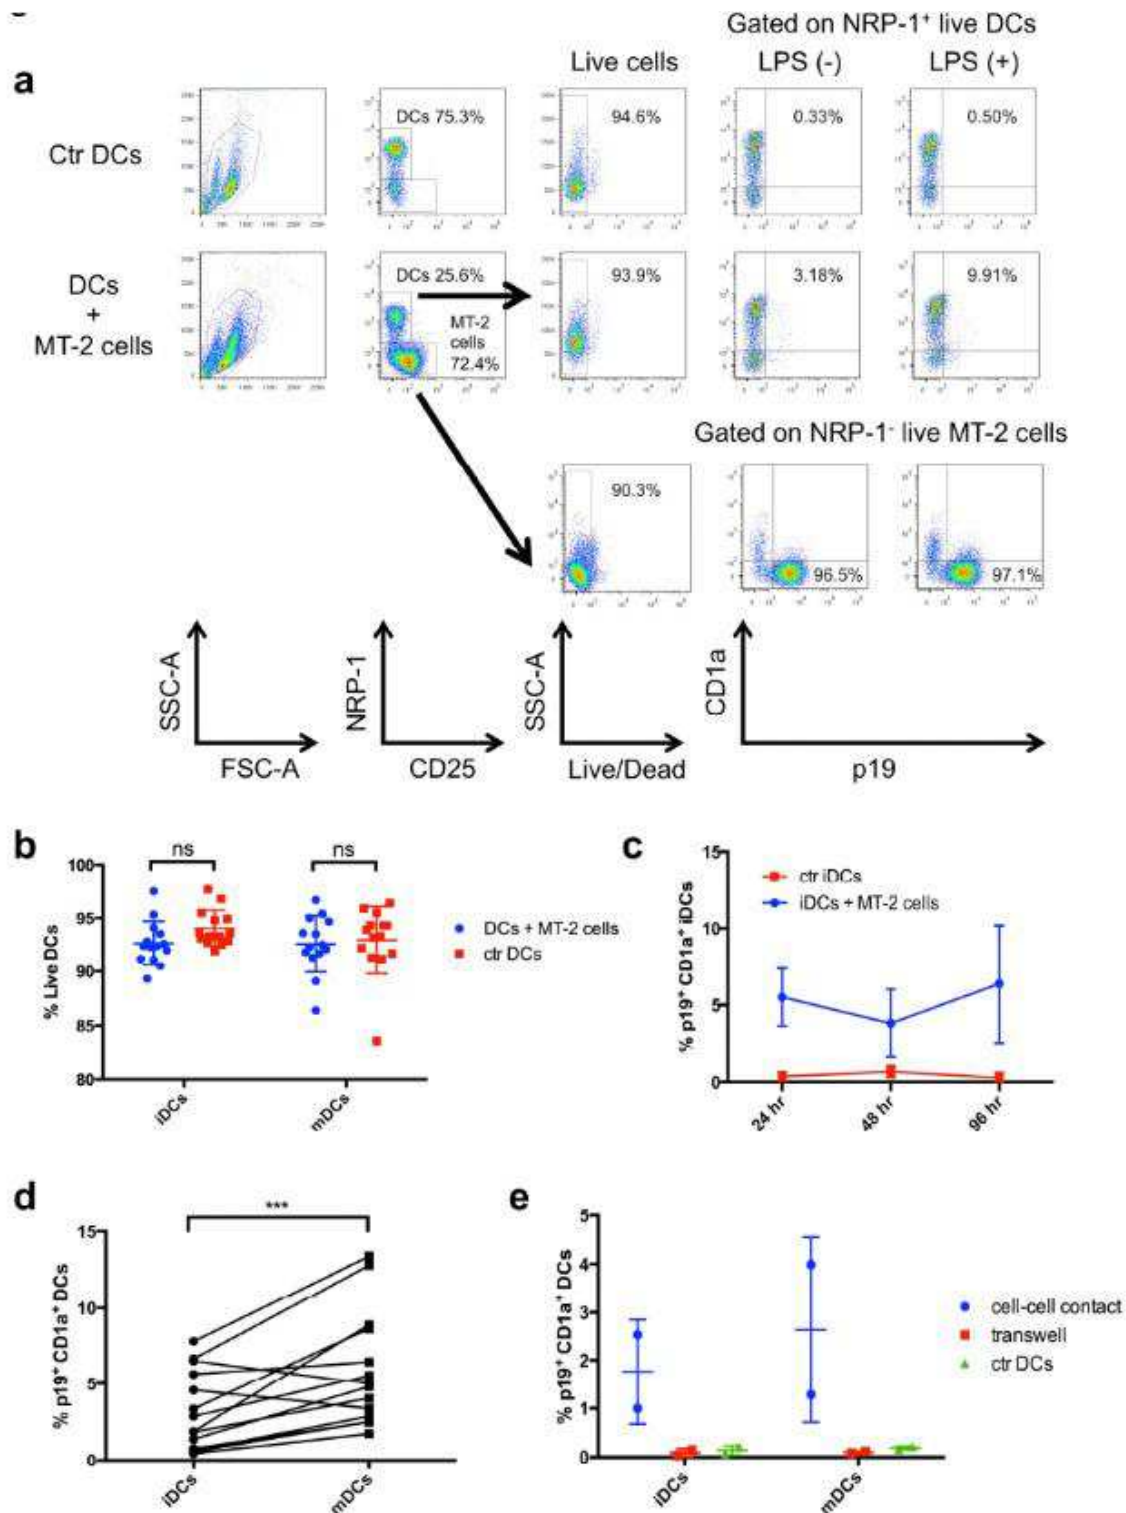 Gated on NRP-1⁺ live DCs
Live cells LPS (-) LPS (+)
a
Ctr DCs
DCs 75.3%
94.6%
0.33%
0.50%
DCs
+
MT-2 cells
DCs 25.6%
MT-2
cells
72.4%
93.9%
3.18%
9.91%
Gated on NRP-1⁻ live MT-2 cells
90.3%
96.5%
97.1%
SSC-A
FSC-A
NRP-1
CD25
SSC-A
Live/Dead
CD1a
p19
b
ns ns
100
95
90
85
80
% Live DCs
iDCs
mDCs
DCs + MT-2 cells
ctr DCs
c
15
10
5
0
% p19⁺ CD1a⁺ iDCs
ctr iDCs
iDCs + MT-2 cells
24 hr
48 hr
96 hr
d
***
15
10
5
0
% p19⁺ CD1a⁺ DCs
iDCs
mDCs
e
5
4
3
2
1
0
% p19⁺ CD1a⁺ DCs
iDCs
mDCs
cell-cell contact
transwell
ctr DCs